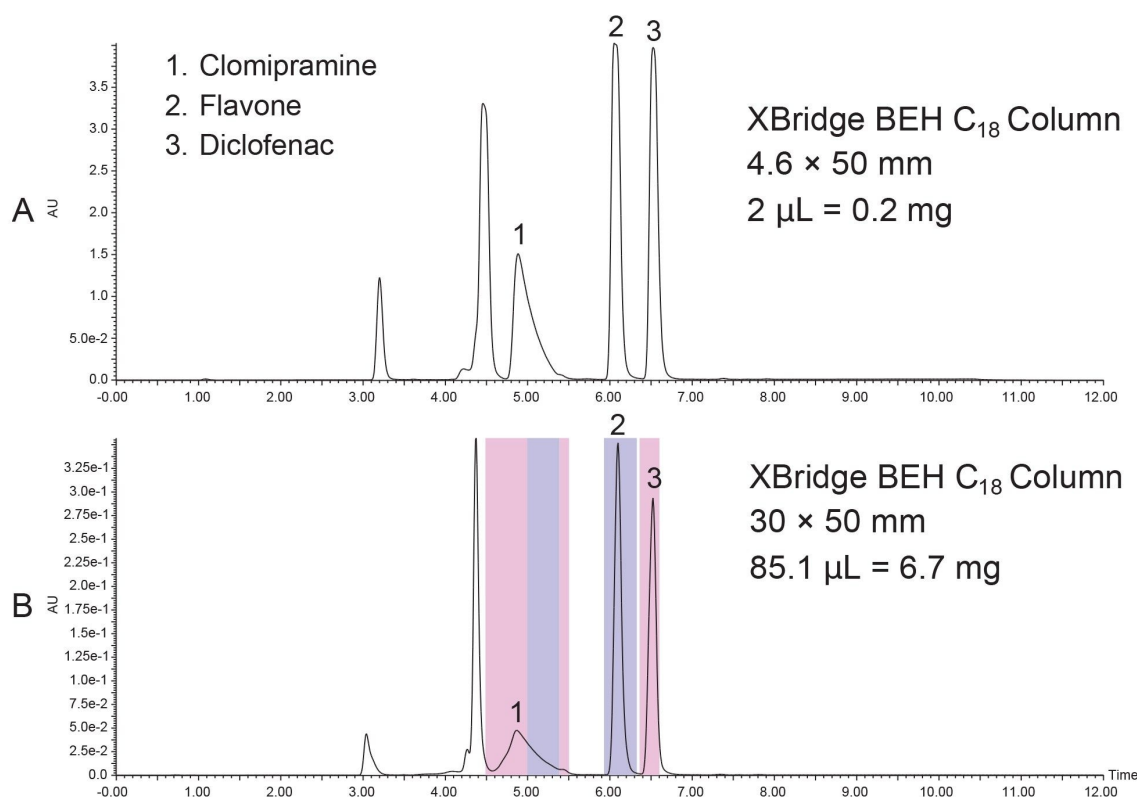 1. Clomipramine
2. Flavone
3. Diclofenac
2
3
XBridge BEH C₁₈ Column
4.6 × 50 mm
2 µL = 0.2 mg
A
AU
3.5
3.0
2.5
2.0
1.5
1.0
5.0e-2
0.0
1
-0.00 1.00 2.00 3.00 4.00 5.00 6.00 7.00 8.00 9.00 10.00 11.00 12.00
2
3
XBridge BEH C₁₈ Column
30 × 50 mm
85.1 µL = 6.7 mg
B
AU
3.25e-1
3.0e-1
2.75e-1
2.5e-1
2.25e-1
2.0e-1
1.75e-1
1.5e-1
1.25e-1
1.0e-1
7.5e-2
5.0e-2
2.5e-2
0.0
1
Time
-0.00 1.00 2.00 3.00 4.00 5.00 6.00 7.00 8.00 9.00 10.00 11.00 12.00